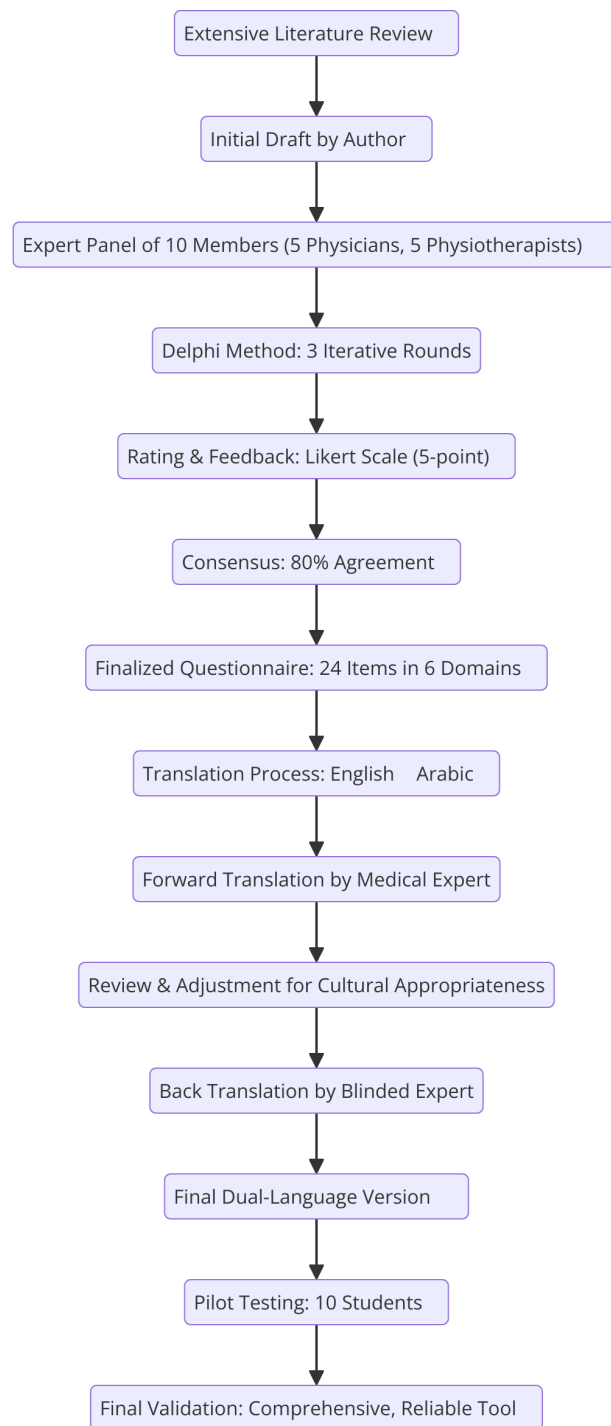 Extensive Literature Review
Initial Draft by Author
Expert Panel of 10 Members (5 Physicians, 5 Physiotherapists)
Delphi Method: 3 Iterative Rounds
Rating & Feedback: Likert Scale (5-point)
Consensus: 80% Agreement
Finalized Questionnaire: 24 Items in 6 Domains
Translation Process: English Arabic
Forward Translation by Medical Expert
Review & Adjustment for Cultural Appropriateness
Back Translation by Blinded Expert
Final Dual-Language Version
Pilot Testing: 10 Students
Final Validation: Comprehensive, Reliable Tool